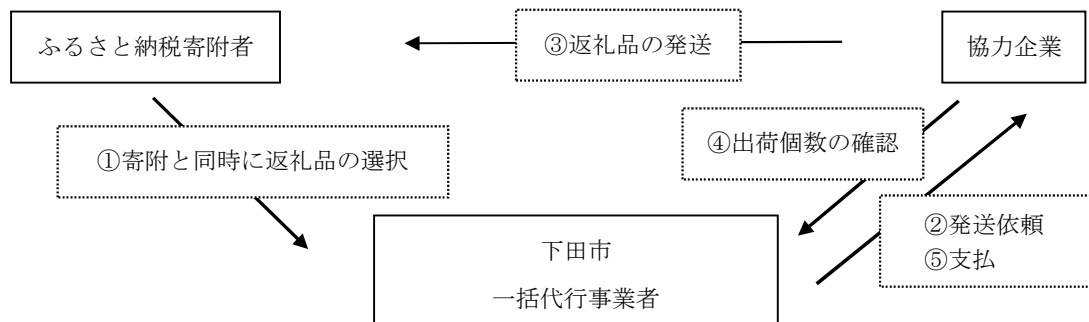 ふるさと納税寄附者
③返礼品の発送
協力企業
①寄附と同時に返礼品の選択
④出荷個数の確認
②発送依頼
⑤支払
下田市
一括代行事業者